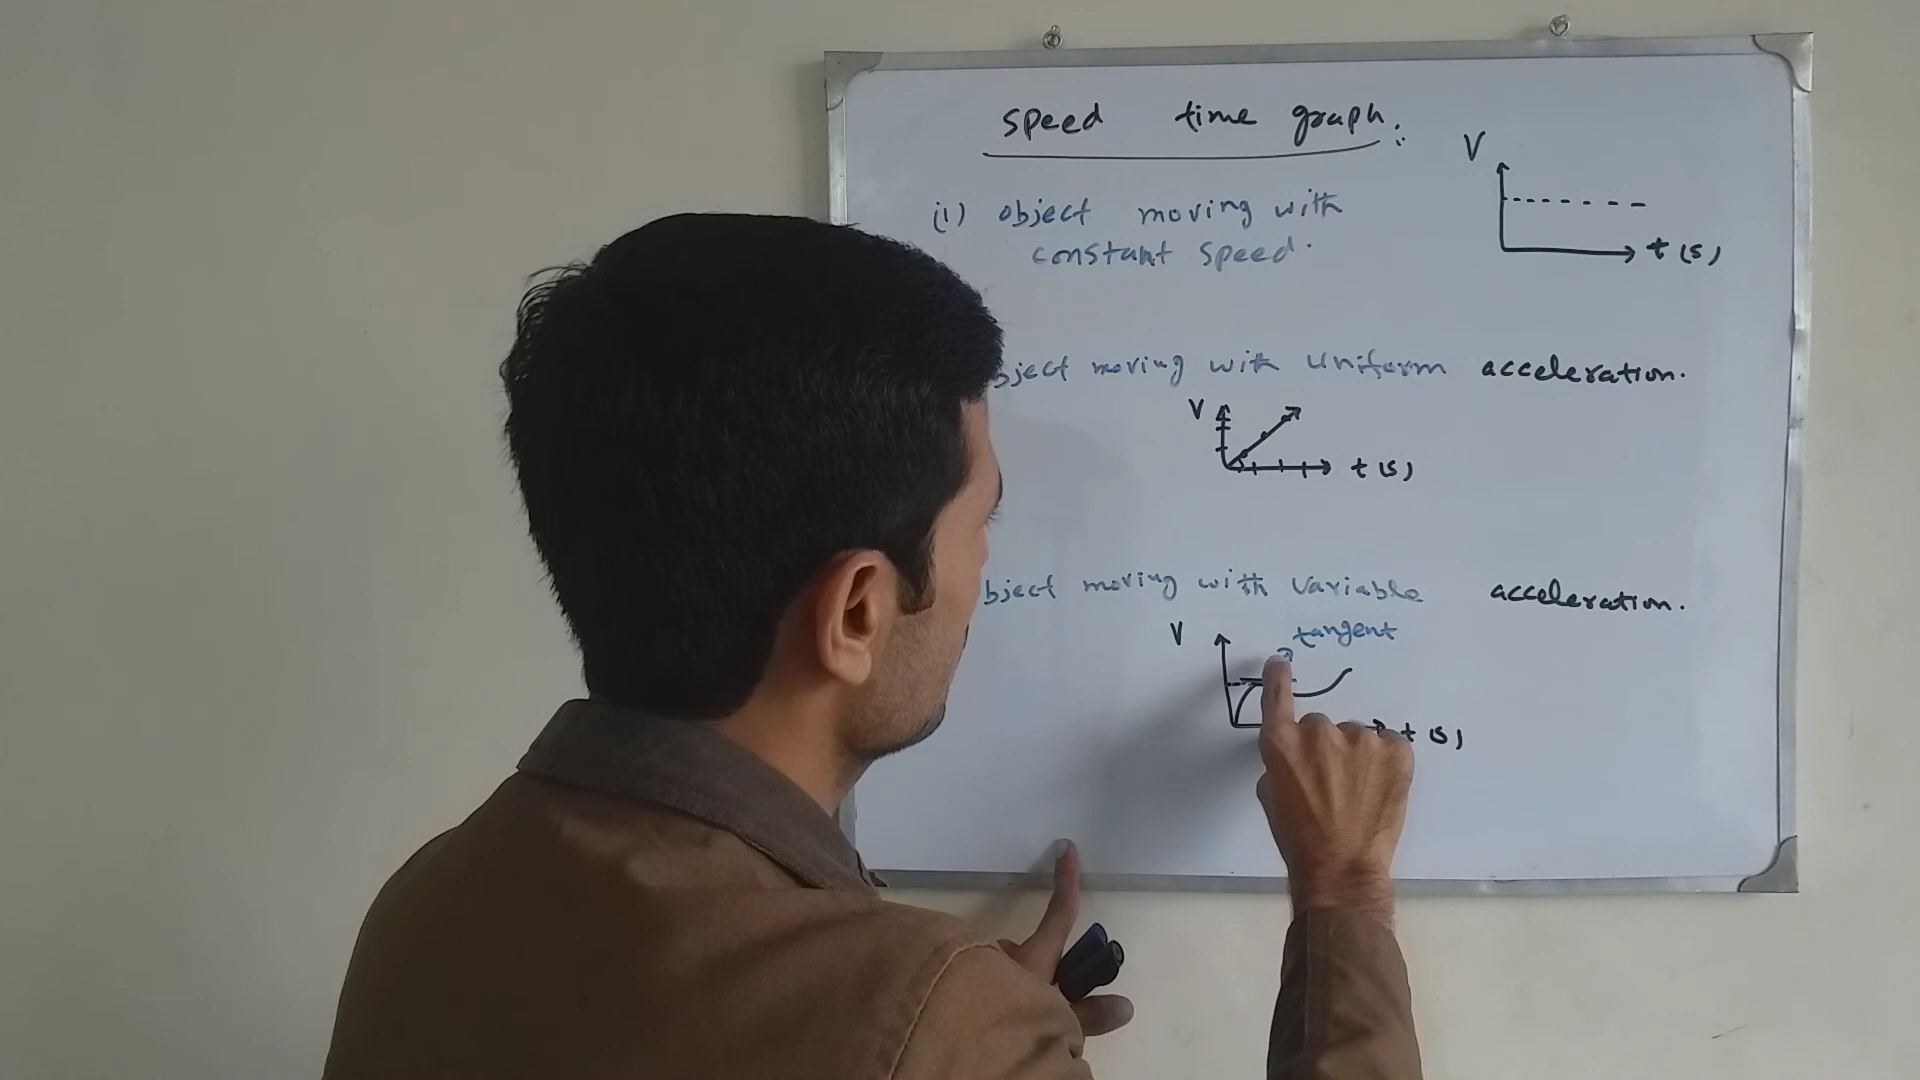 speed time graph:
V
t (s)
(1) object moving with
constant speed.
bject moving with uniform acceleration.
V
t (s)
bject moving with variable acceleration.
tangent
V
t (s)